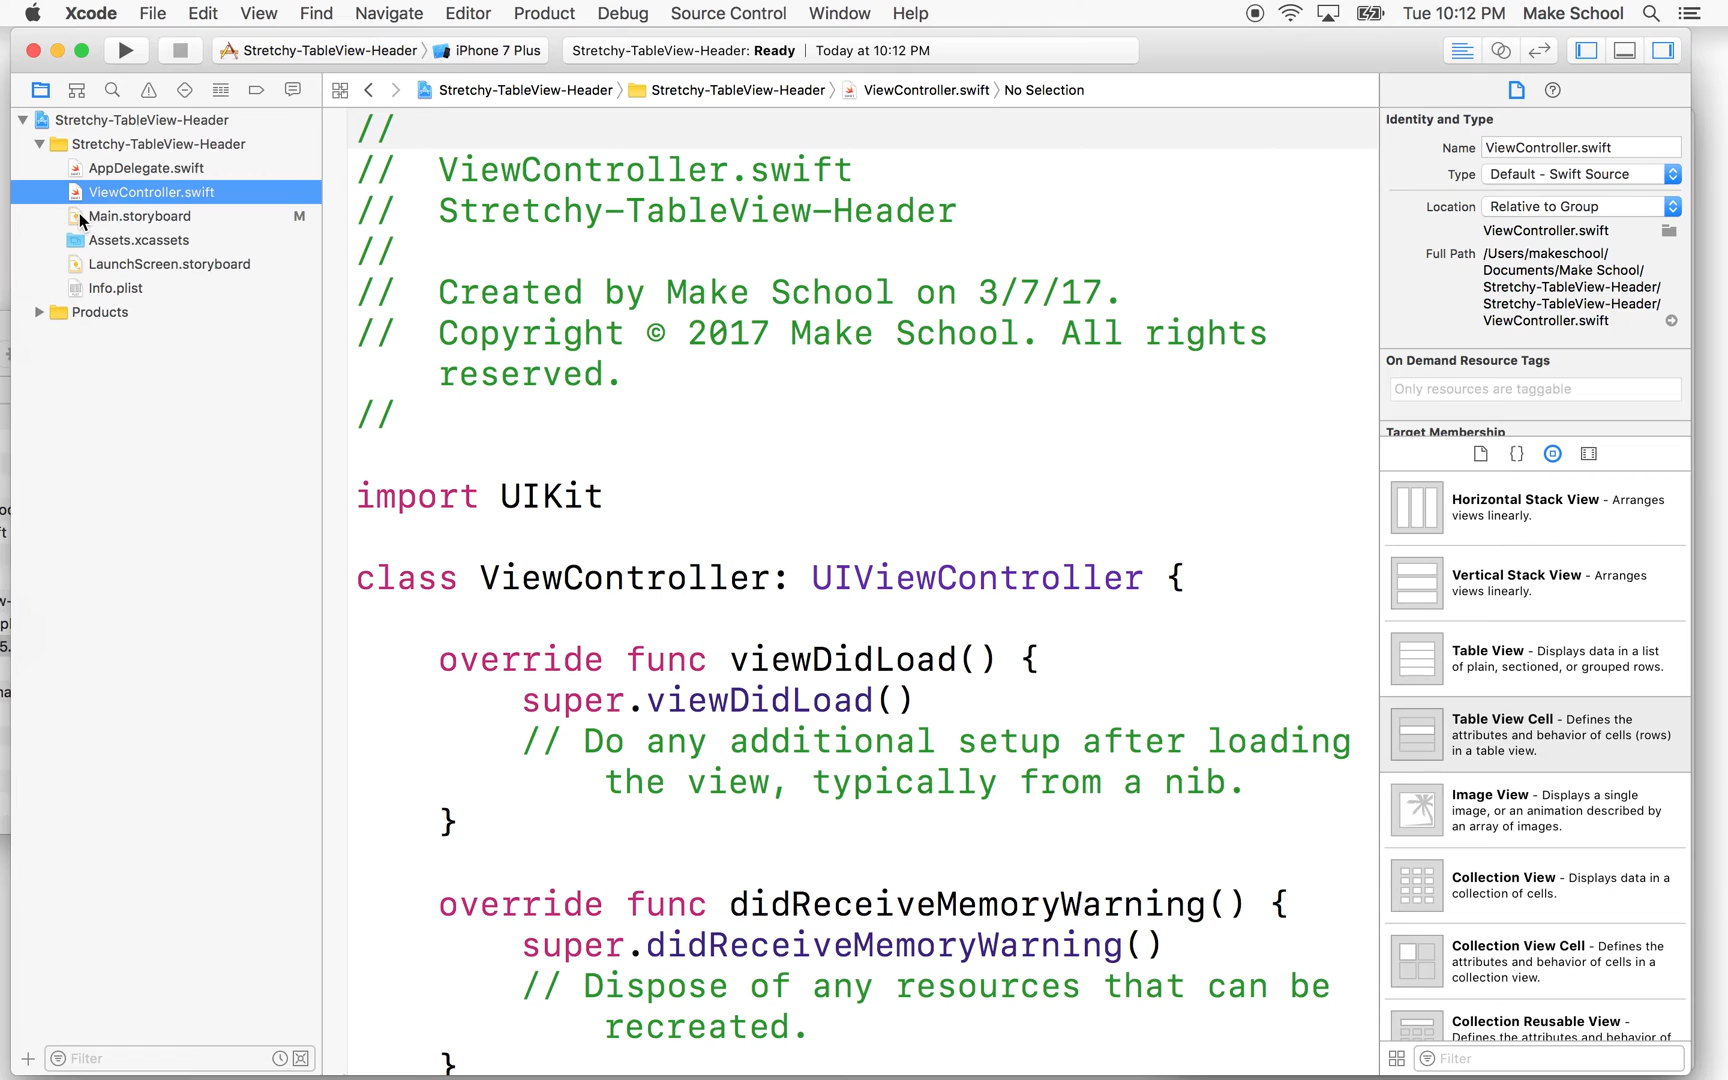 Xcode File Edit View Find Navigate Editor Product Debug Source Control Window Help Tue 10:12 PM Make School
Stretchy-TableView-Header iPhone 7 Plus Stretchy-TableView-Header: Ready | Today at 10:12 PM
Stretchy-TableView-Header Stretchy-TableView-Header ViewController.swift No Selection
Stretchy-TableView-Header
Stretchy-TableView-Header
AppDelegate.swift
ViewController.swift
Main.storyboard M
Assets.xcassets
LaunchScreen.storyboard
Info.plist
Products
Filter
//
// ViewController.swift
// Stretchy-TableView-Header
//
// Created by Make School on 3/7/17.
// Copyright © 2017 Make School. All rights
reserved.
//
import UIKit
class ViewController: UIViewController {
override func viewDidLoad() {
super.viewDidLoad()
// Do any additional setup after loading
the view, typically from a nib.
}
override func didReceiveMemoryWarning() {
super.didReceiveMemoryWarning()
// Dispose of any resources that can be
recreated.
}
Identity and Type
Name ViewController.swift
Type Default - Swift Source
Location Relative to Group
ViewController.swift
Full Path /Users/makeschool/
Documents/Make School/
Stretchy-TableView-Header/
Stretchy-TableView-Header/
ViewController.swift
On Demand Resource Tags
Only resources are taggable
Target Membership
Horizontal Stack View - Arranges
views linearly.
Vertical Stack View - Arranges
views linearly.
Table View - Displays data in a list
of plain, sectioned, or grouped rows.
Table View Cell - Defines the
attributes and behavior of cells (rows)
in a table view.
Image View - Displays a single
image, or an animation described by
an array of images.
Collection View - Displays data in a
collection of cells.
Collection View Cell - Defines the
attributes and behavior of cells in a
collection view.
Collection Reusable View -
Defines the attributes and behavior of
Filter